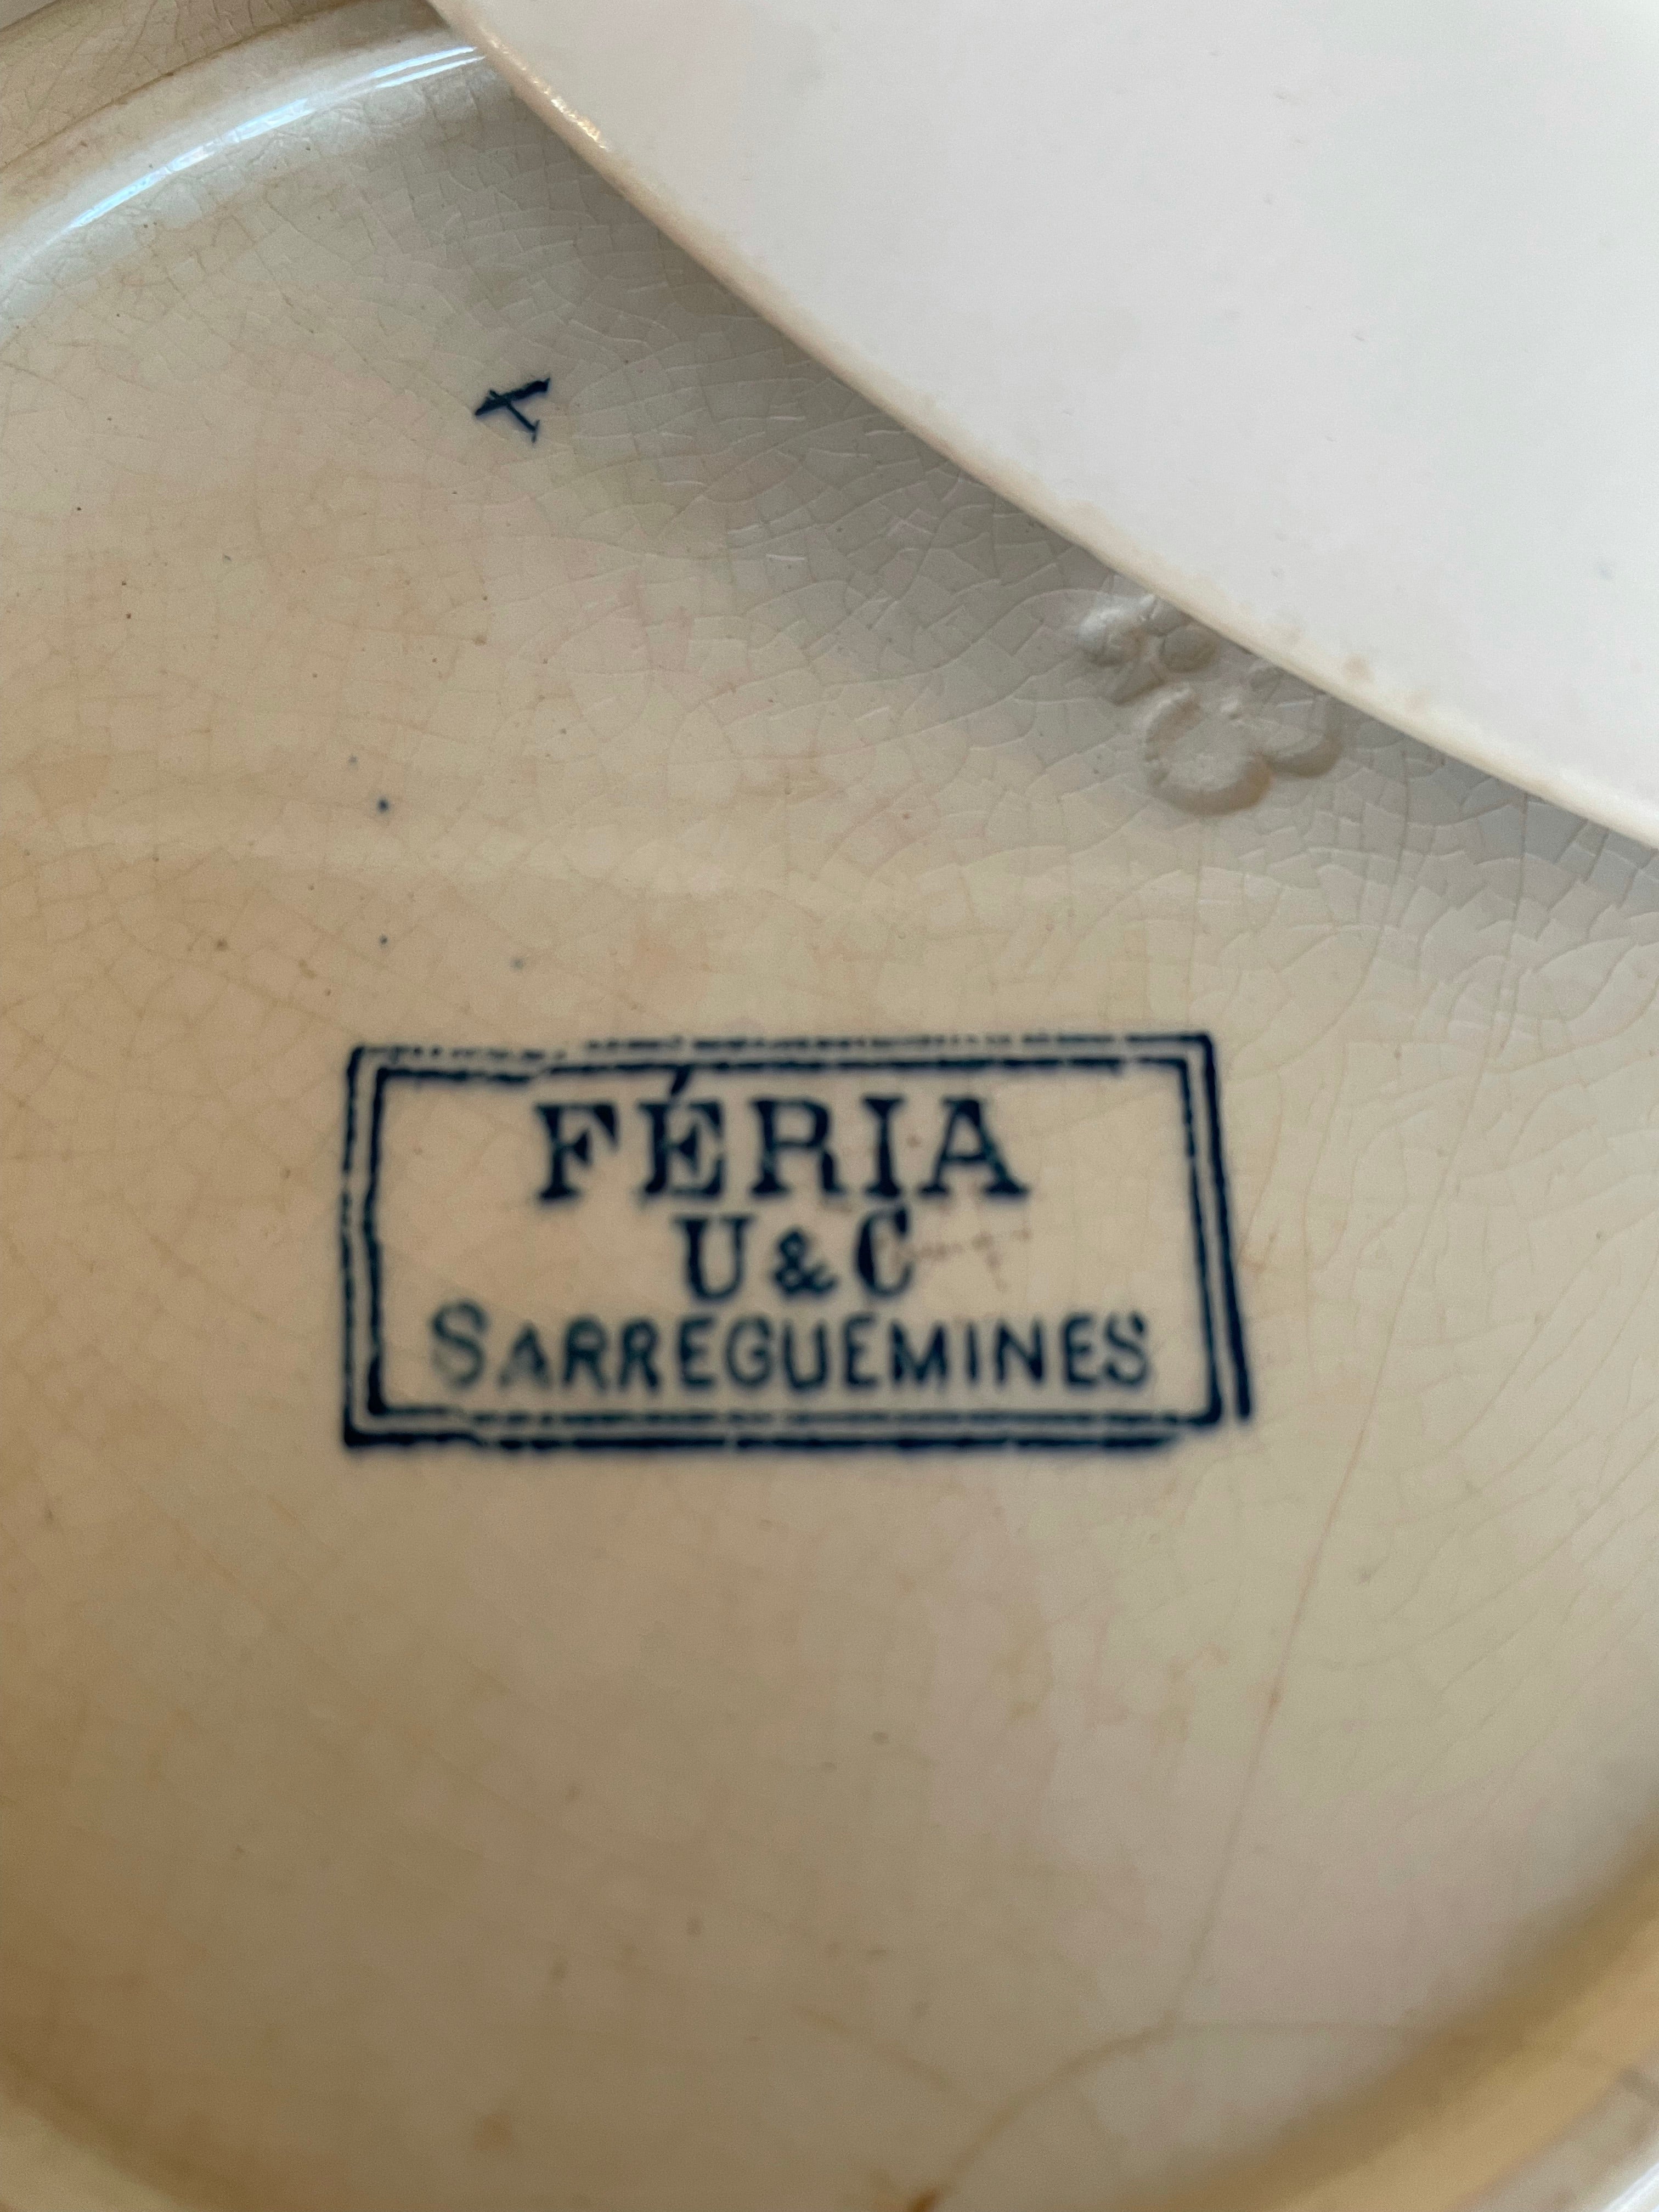 A
FÉRIA
U & C
SARREGUEMINES